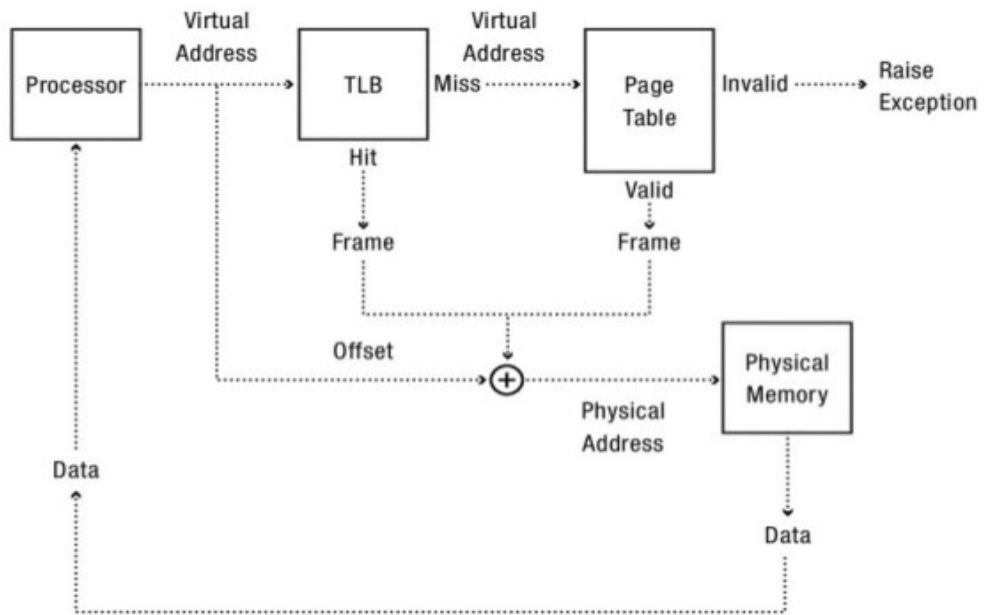 Virtual
Address
Virtual
Address
Processor
TLB
Miss
Page
Table
Invalid
Raise
Exception
Hit
Valid
Frame
Frame
Offset
+
Physical
Memory
Physical
Address
Data
Data